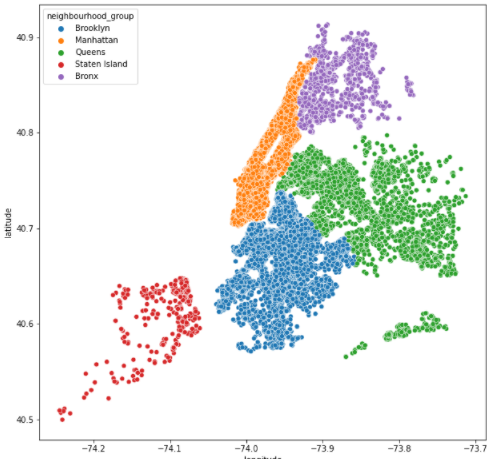 neighbourhood_group
Brooklyn
Manhattan
Queens
Staten Island
Bronx
40.9
40.8
40.7
40.6
40.5
latitude
−74.2
−74.1
−74.0
−73.9
−73.8
−73.7
longitude